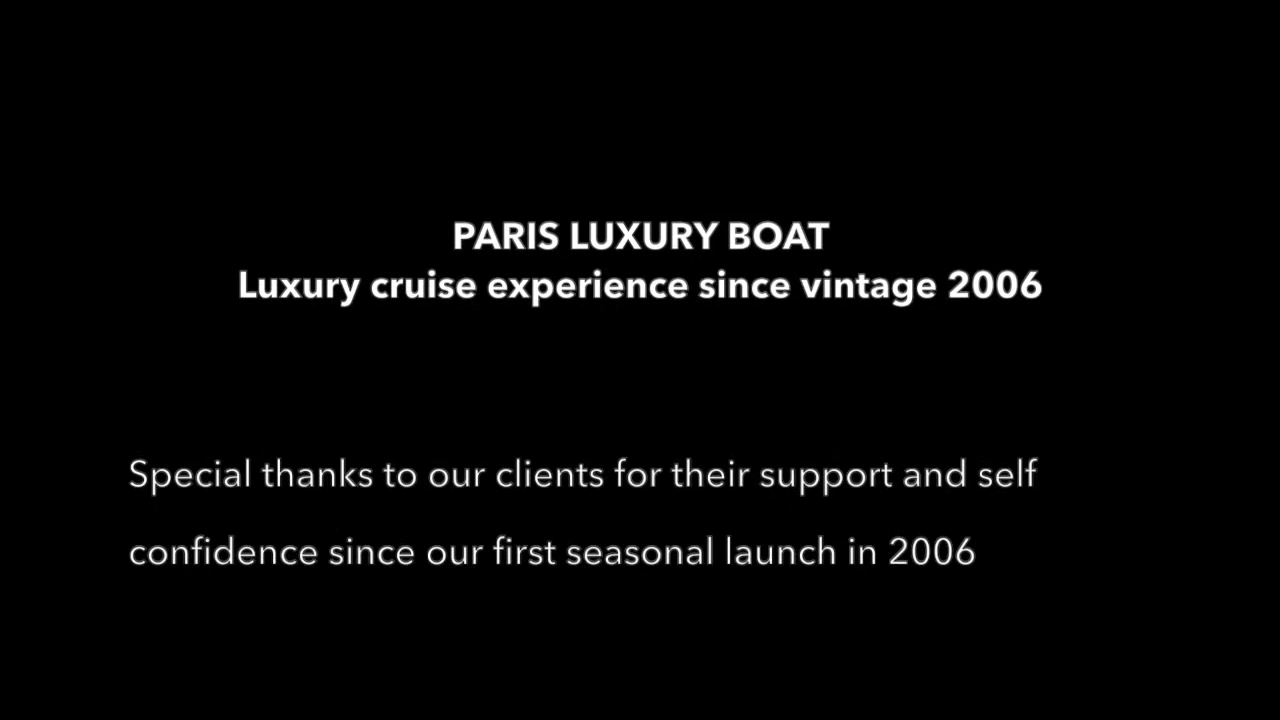 PARIS LUXURY BOAT
Luxury cruise experience since vintage 2006
Special thanks to our clients for their support and self
confidence since our first seasonal launch in 2006